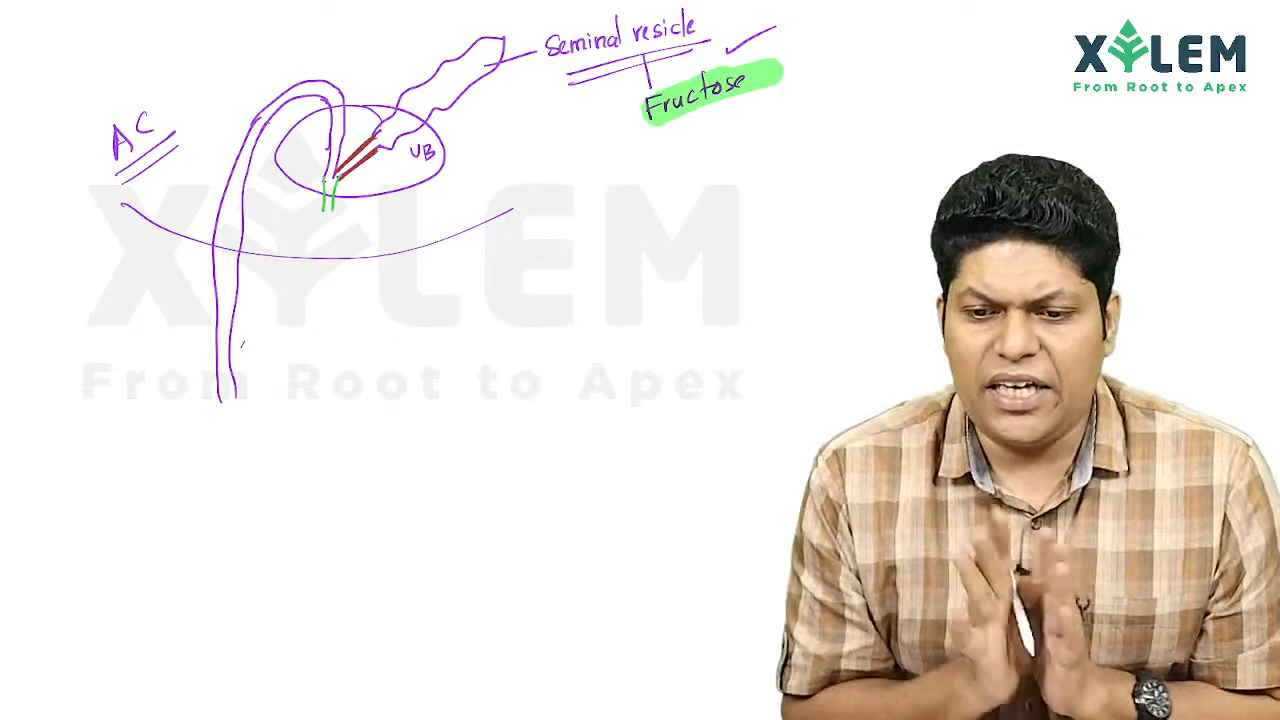 Seminal vesicle
Fructose
AC
UB
XYLEM
From Root to Apex
XYLEM
From Root to Apex